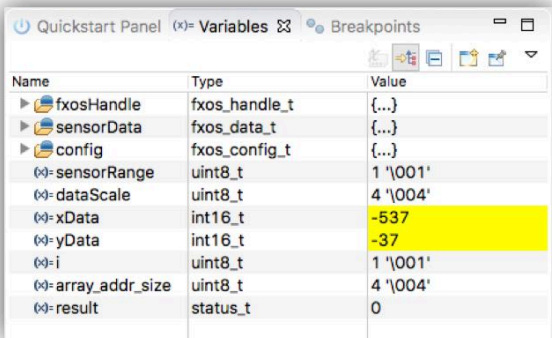 Quickstart Panel (x)= Variables Breakpoints
Name Type Value
fxosHandle fxos_handle_t {...}
sensorData fxos_data_t {...}
config fxos_config_t {...}
(x)= sensorRange uint8_t 1 '\001'
(x)= dataScale uint8_t 4 '\004'
(x)= xData int16_t -537
(x)= yData int16_t -37
(x)= i uint8_t 1 '\001'
(x)= array_addr_size uint8_t 4 '\004'
(x)= result status_t 0